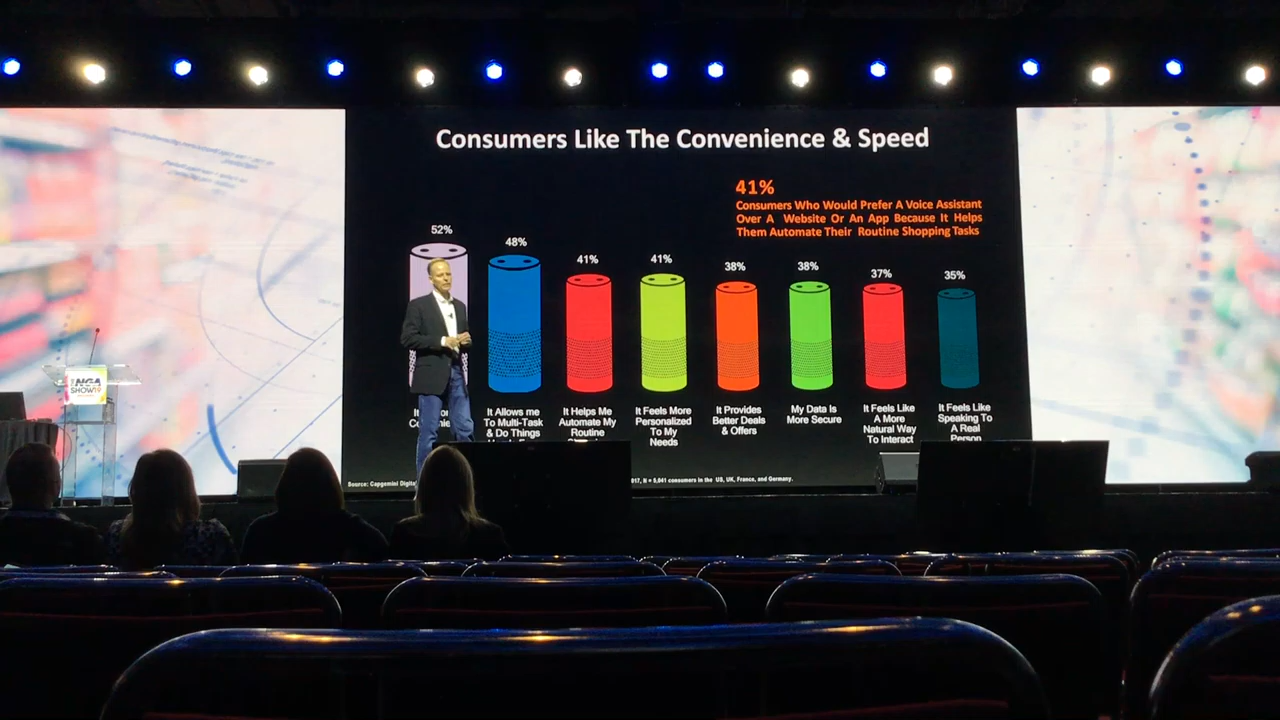 Consumers Like The Convenience & Speed
41%
Consumers Who Would Prefer A Voice Assistant
Over A Website Or An App Because It Helps
Them Automate Their Routine Shopping Tasks
52%
48%
41%
41%
38%
38%
37%
35%
It Allows me
To Multi-Task
& Do Things
It Helps Me
Automate My
Routine
It Feels More
Personalized
To My
Needs
It Provides
Better Deals
& Offers
My Data Is
More Secure
It Feels Like
A More
Natural Way
To Interact
It Feels Like
Speaking To
A Real
Person
NGA
SHOW
Source: Capgemini
N = 5,041 consumers in the US, UK, France, and Germany.